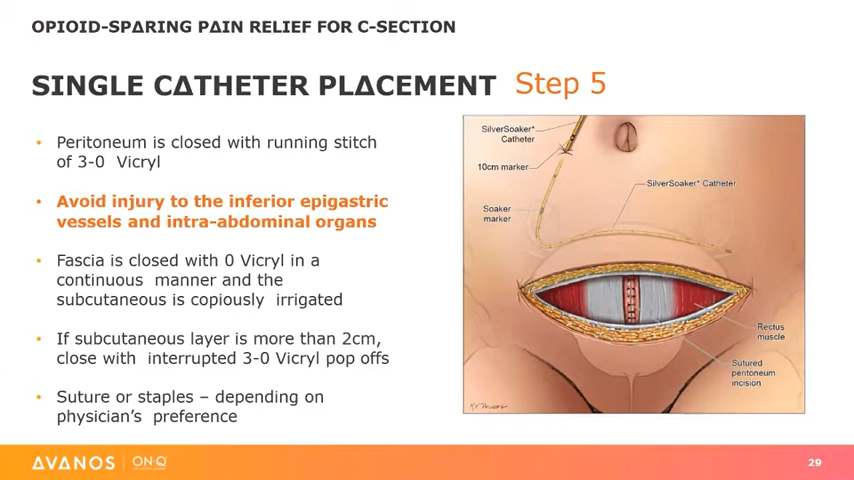 OPIOID-SPΔRING PΔIN RELIEF FOR C-SECTION
SINGLE CΔTHETER PLΔCEMENT Step 5
• Peritoneum is closed with running stitch
of 3-0 Vicryl
• Avoid injury to the inferior epigastric
vessels and intra-abdominal organs
• Fascia is closed with 0 Vicryl in a
continuous manner and the
subcutaneous is copiously irrigated
• If subcutaneous layer is more than 2cm,
close with interrupted 3-0 Vicryl pop offs
• Suture or staples – depending on
physician's preference
SilverSoaker*
Catheter
10cm marker
SilverSoaker* Catheter
Soaker
marker
Rectus
muscle
Sutured
peritoneum
incision
ΔVΔNOS | ON-Q*
29